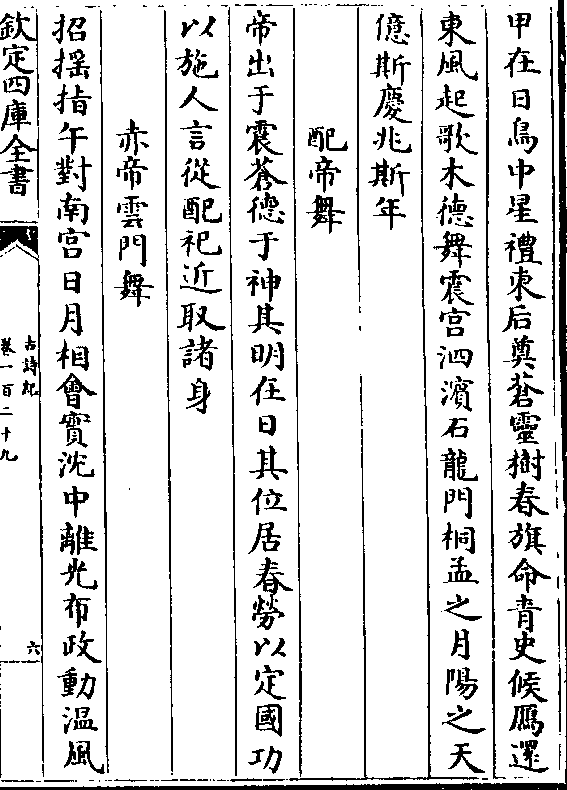 甲在日鳥中星禮東后奠蒼靈樹春旗命青史候鴈還
東風起歌木德舞震宫泗濱石龍門桐孟之月陽之天
億斯慶兆斯年
配帝舞
帝出于震蒼德于神其明在日其位居春勞以定國功
以施人言從配祀近取諸身
赤帝雲門舞
招揺指午對南宫日月相會實沈中離光布政動温風
欽定四庫全書
古詩紀
卷一百二十九
六